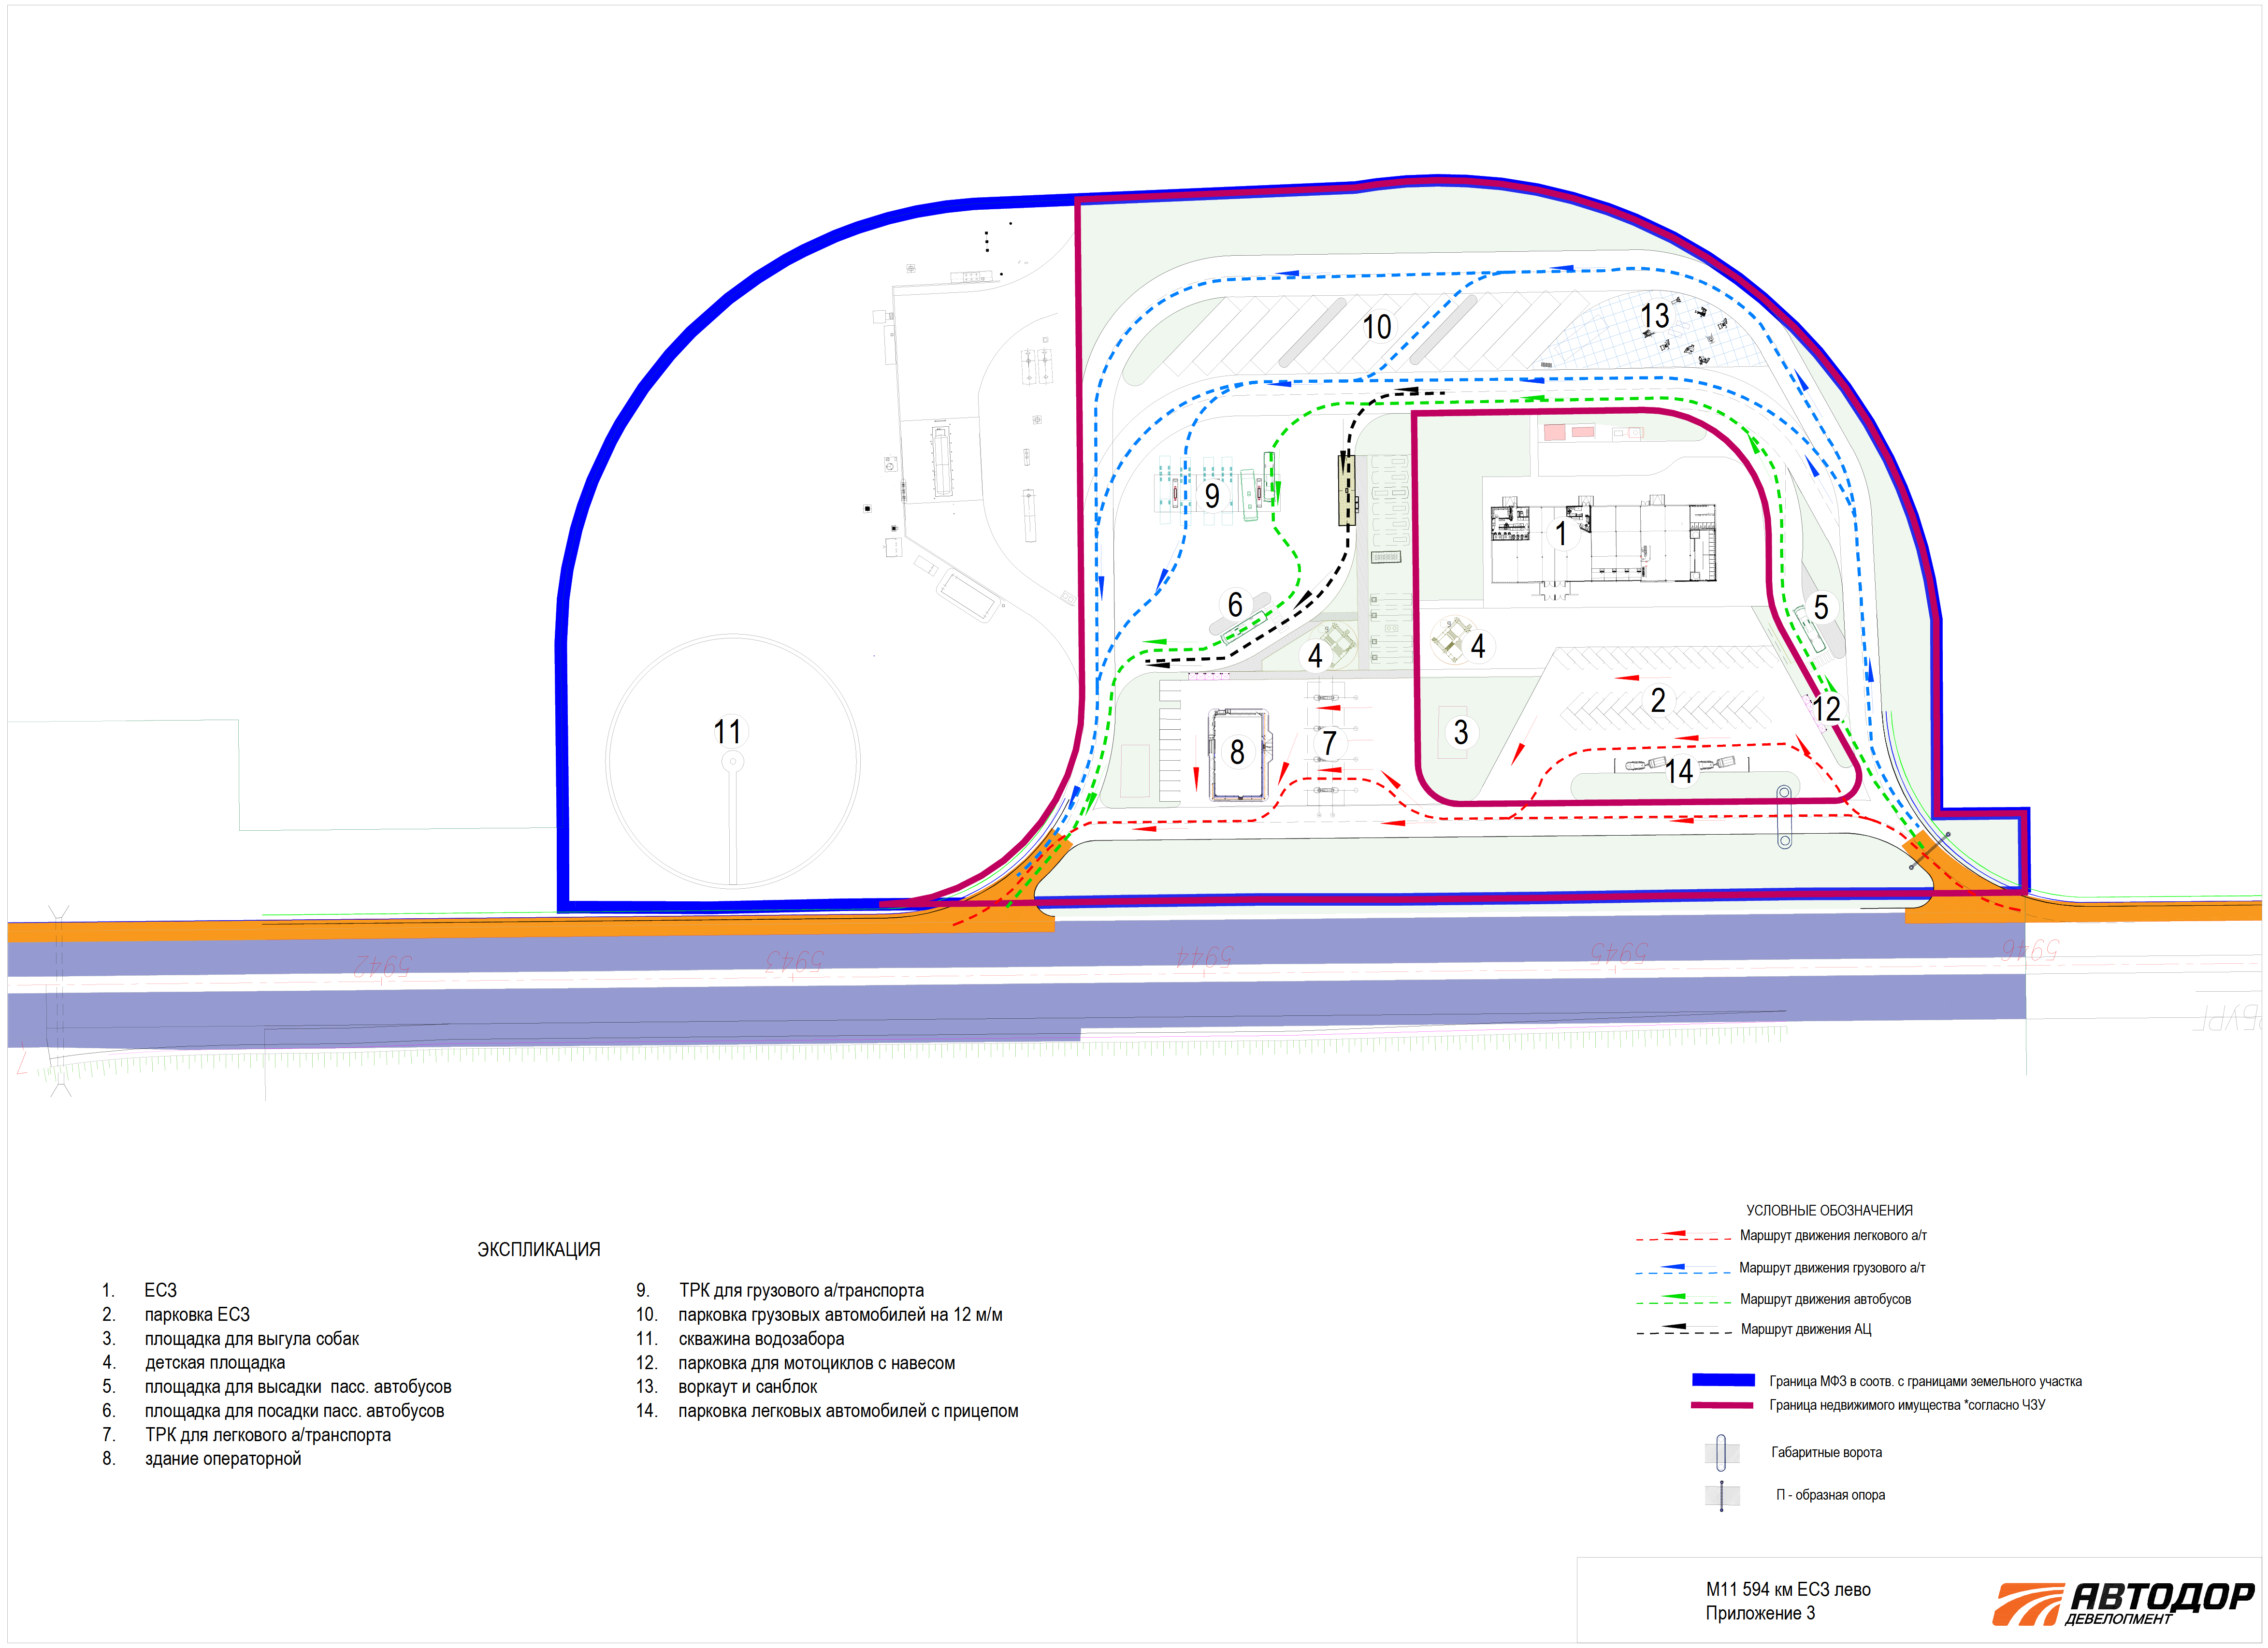 10
13
9
1
6
5
4
4
2
12
11
3
8
7
14
5942
5943
5944
5945
5946
БУРГ
7
ЭКСПЛИКАЦИЯ
1. ЕСЗ
2. парковка ЕСЗ
3. площадка для выгула собак
4. детская площадка
5. площадка для высадки пасс. автобусов
6. площадка для посадки пасс. автобусов
7. ТРК для легкового а/транспорта
8. здание операторной
9. ТРК для грузового а/транспорта
10. парковка грузовых автомобилей на 12 м/м
11. скважина водозабора
12. парковка для мотоциклов с навесом
13. воркаут и санблок
14. парковка легковых автомобилей с прицепом
УСЛОВНЫЕ ОБОЗНАЧЕНИЯ
Маршрут движения легкового а/т
Маршрут движения грузового а/т
Маршрут движения автобусов
Маршрут движения АЦ
Граница МФЗ в соотв. с границами земельного участка
Граница недвижимого имущества *согласно ЧЗУ
Габаритные ворота
П - образная опора
М11 594 км ЕСЗ лево
Приложение 3
АВТОДОР
ДЕВЕЛОПМЕНТ